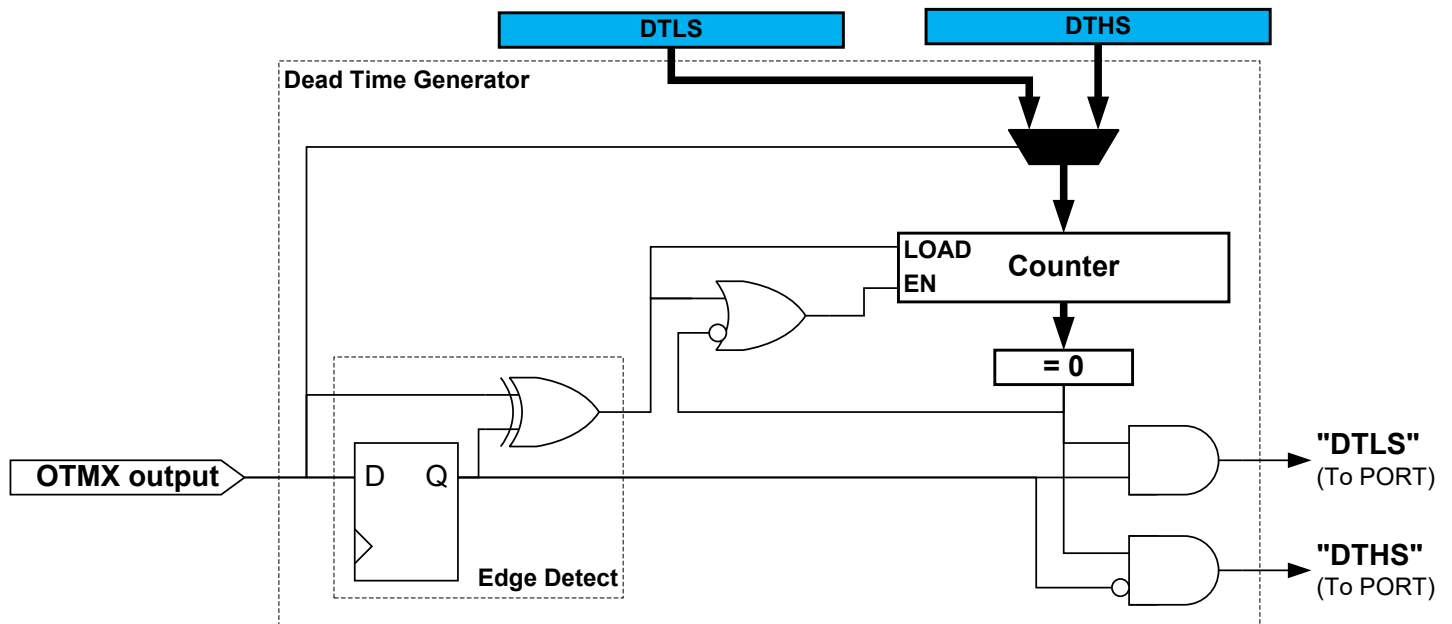 DTLS
DTHS
Dead Time Generator
LOAD
EN
Counter
= 0
OTMX output
D
Q
Edge Detect
"DTLS"
(To PORT)
"DTHS"
(To PORT)